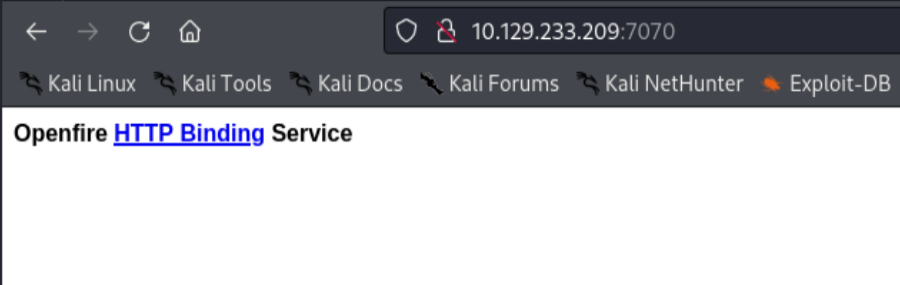 10.129.233.209:7070
Kali Linux Kali Tools Kali Docs Kali Forums Kali NetHunter Exploit-DB
Openfire HTTP Binding Service